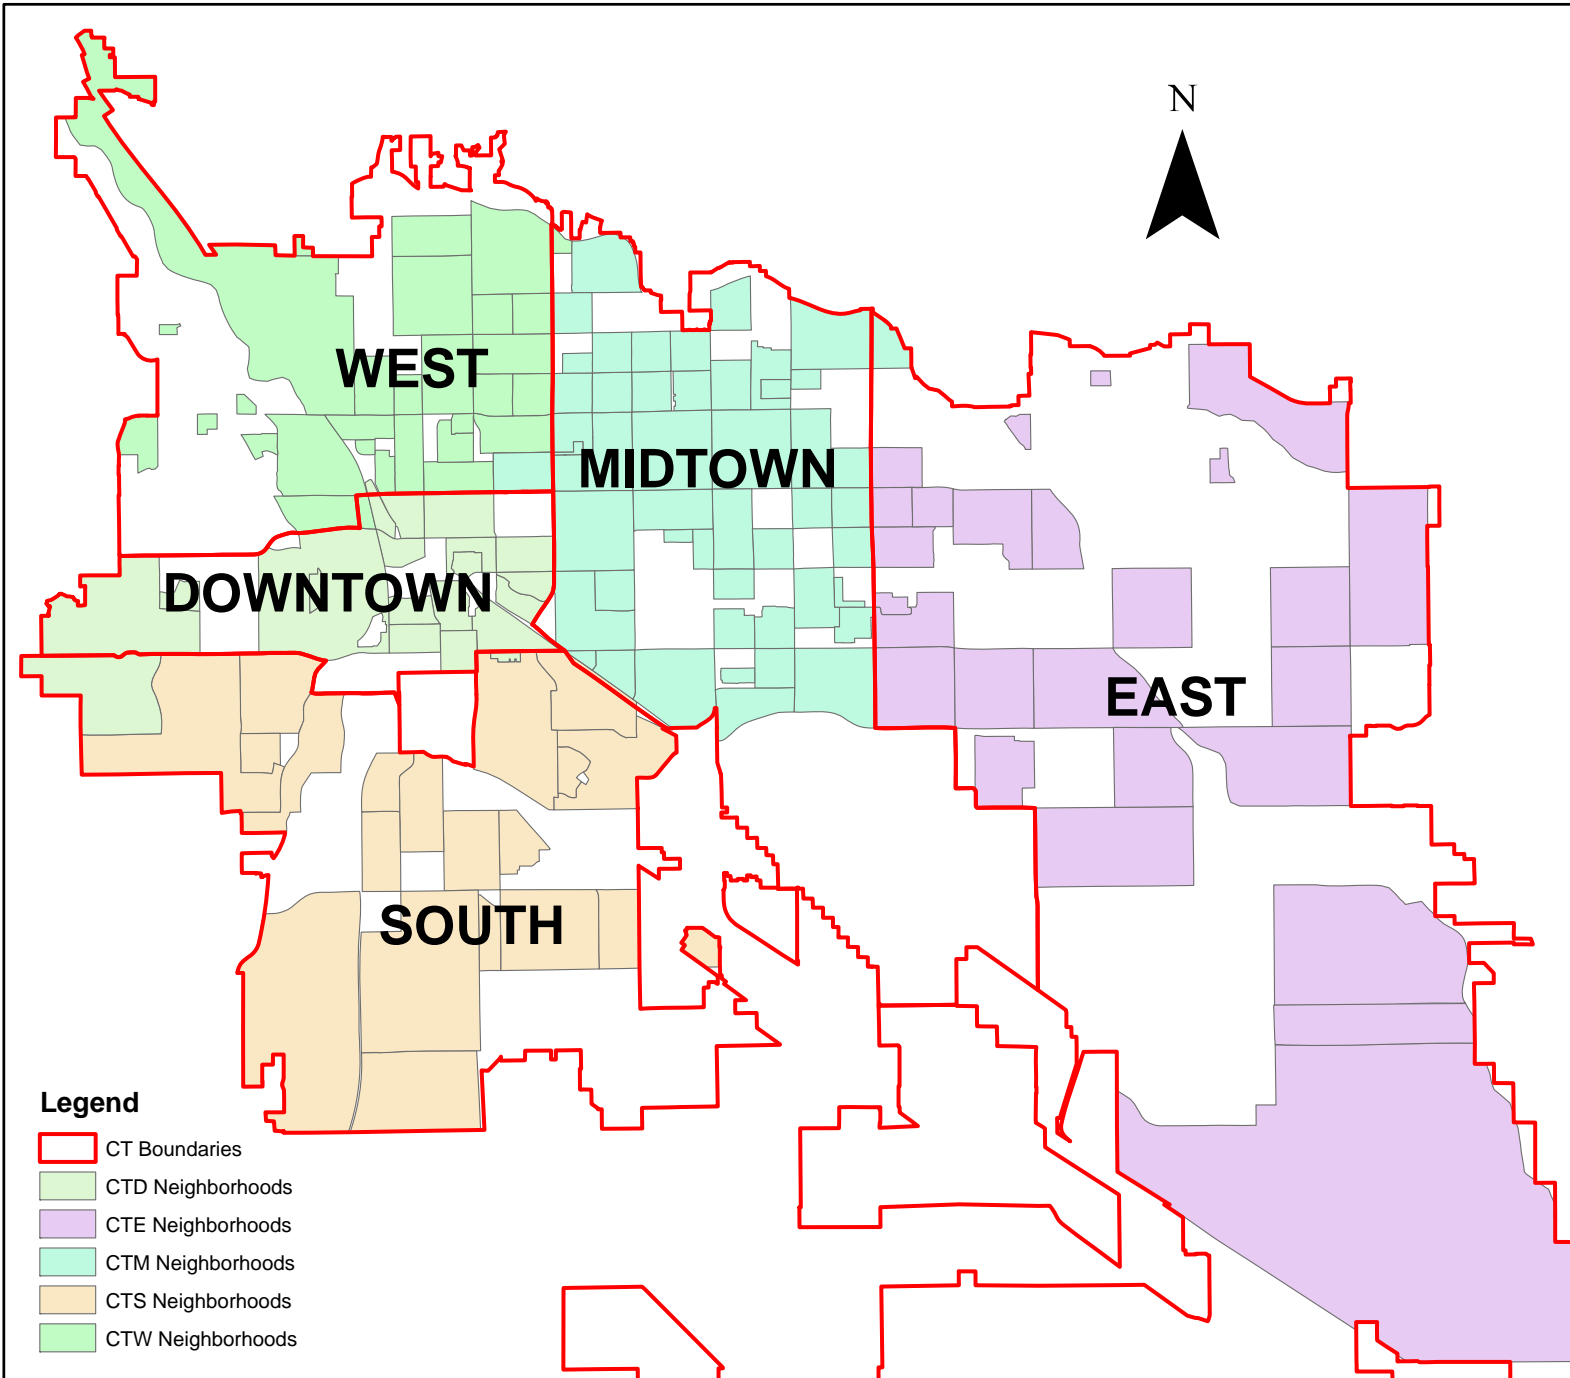 N
WEST
MIDTOWN
DOWNTOWN
EAST
SOUTH
Legend
CT Boundaries
CTD Neighborhoods
CTE Neighborhoods
CTM Neighborhoods
CTS Neighborhoods
CTW Neighborhoods